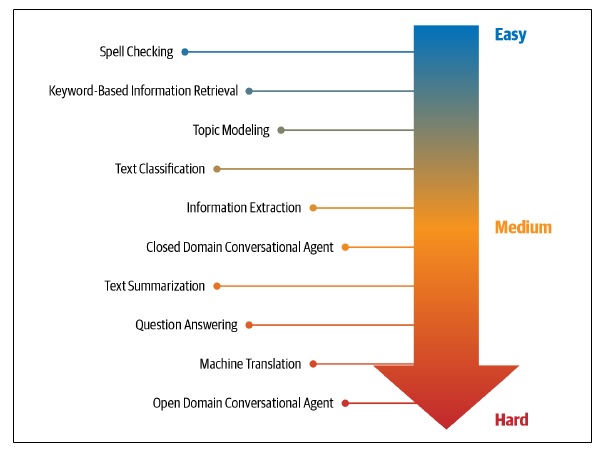 Easy
Spell Checking
Keyword-Based Information Retrieval
Topic Modeling
Text Classification
Information Extraction
Medium
Closed Domain Conversational Agent
Text Summarization
Question Answering
Machine Translation
Open Domain Conversational Agent
Hard